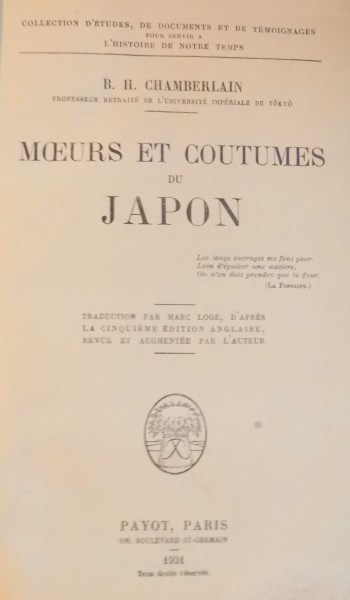 COLLECTION D'ÉTUDES, DE DOCUMENTS ET DE TÉMOIGNAGES
POUR SERVIR A
L'HISTOIRE DE NOTRE TEMPS
B. H. CHAMBERLAIN
PROFESSEUR RETRAITÉ DE L'UNIVERSITÉ IMPÉRIALE DE TÔKYÔ
MŒURS ET COUTUMES
DU
JAPON
Les longs ouvrages me font peur.
Loin d'épuiser une matière,
On n'en doit prendre que la fleur.
(LA FONTAINE.)
TRADUCTION PAR MARC LOGÉ, D'APRÈS
LA CINQUIÈME ÉDITION ANGLAISE,
REVUE ET AUGMENTÉE PAR L'AUTEUR
PAYOT, PARIS
BOULEVARD ST-GERMAIN
1931
Tous droits réservés.